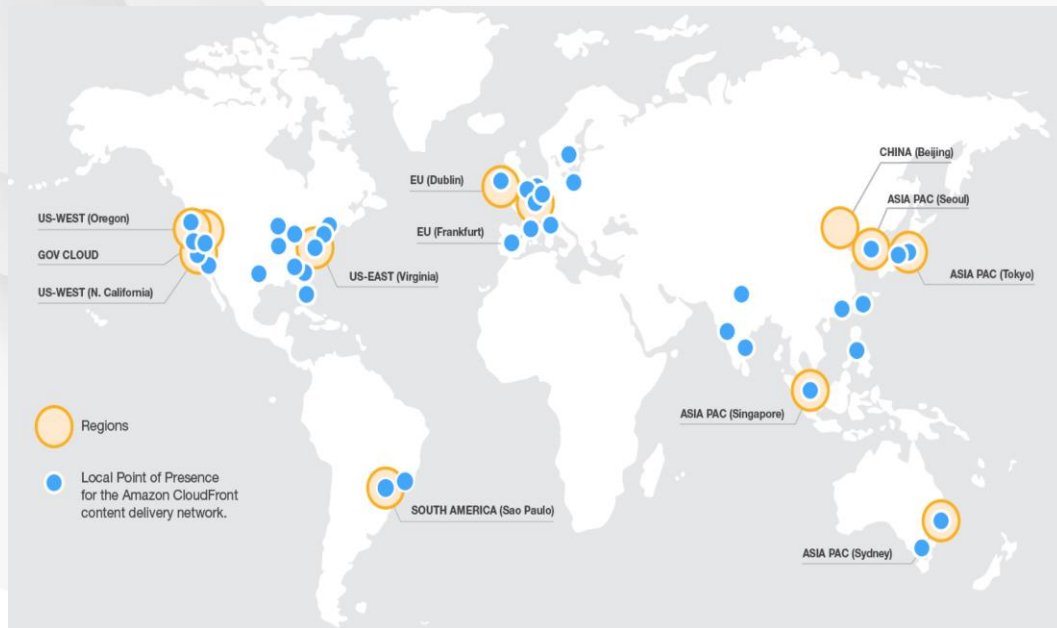 CHINA (Beijing)
EU (Dublin)
ASIA PAC (Seoul)
US-WEST (Oregon)
EU (Frankfurt)
GOV CLOUD
US-EAST (Virginia)
ASIA PAC (Tokyo)
US-WEST (N. California)
ASIA PAC (Singapore)
Regions
Local Point of Presence
for the Amazon CloudFront
content delivery network.
SOUTH AMERICA (Sao Paulo)
ASIA PAC (Sydney)